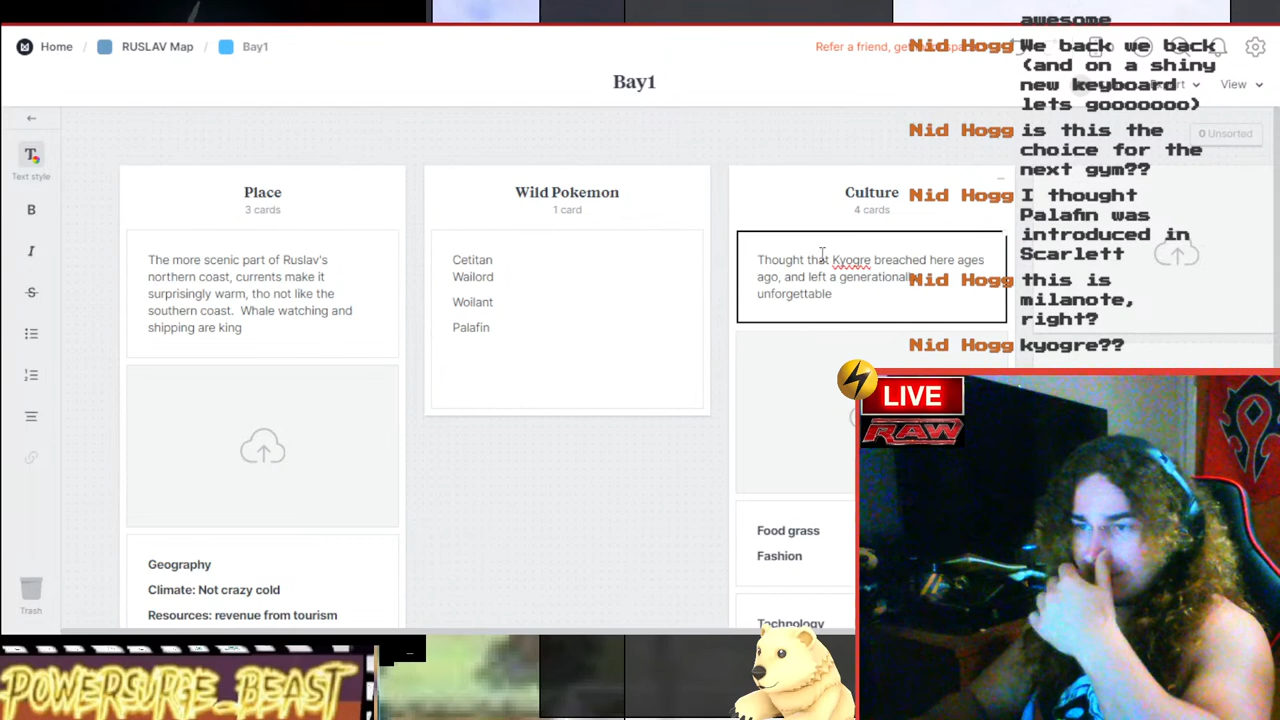 Home / RUSLAV Map / Bay1
Refer a friend, get
Export
View
Bay1
0 Unsorted
Text style
B
I
S
Trash
Place
3 cards
The more scenic part of Ruslav's
northern coast, currents make it
surprisingly warm, tho not like the
southern coast. Whale watching and
shipping are king
Geography
Climate: Not crazy cold
Resources: revenue from tourism
Wild Pokemon
1 card
Cetitan
Wailord
Woilant
Palafin
Culture
4 cards
Thought that Kyogre breached here ages
ago, and left a generationally
unforgettable
Food grass
Fashion
Technology
awesome
Nid Hogg We back we back
(and on a shiny
new keyboard
lets gooooooo)
Nid Hogg is this the
choice for the
next gym??
Nid Hogg I thought
Palafin was
introduced in
Scarlett
Nid Hogg this is
milanote,
right?
Nid Hogg kyogre??
LIVE
RAW
POWERSURGE_BEAST